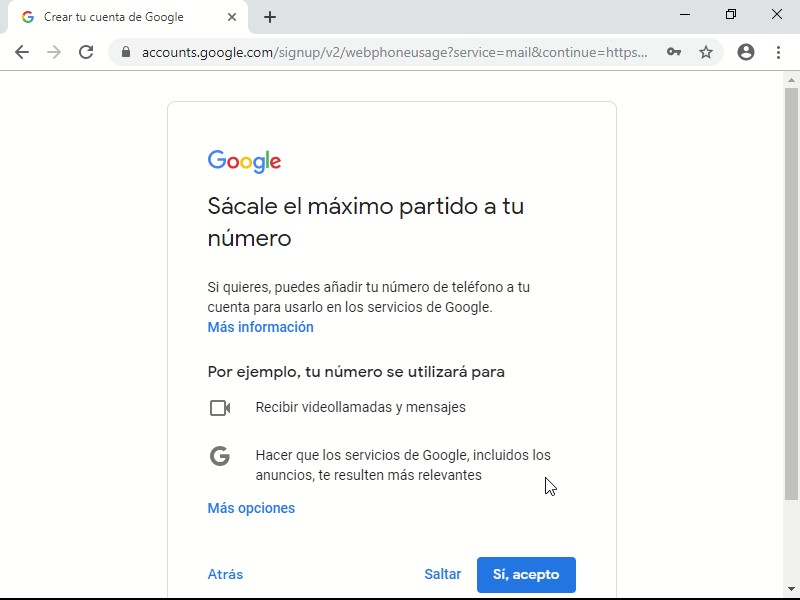 Crear tu cuenta de Google
accounts.google.com/signup/v2/webphoneusage?service=mail&continue=https...
Google
Sácale el máximo partido a tu
número
Si quieres, puedes añadir tu número de teléfono a tu
cuenta para usarlo en los servicios de Google.
Más información
Por ejemplo, tu número se utilizará para
Recibir videollamadas y mensajes
G
Hacer que los servicios de Google, incluidos los
anuncios, te resulten más relevantes
Más opciones
Atrás
Saltar
Sí, acepto